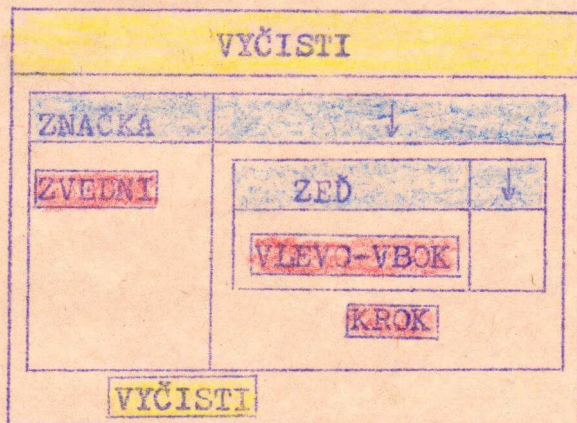 VYČISTI
ZNAČKA ↓
ZVEDNI
ZEĎ ↓
VLEVO-VBOK
KROK
VYČISTI